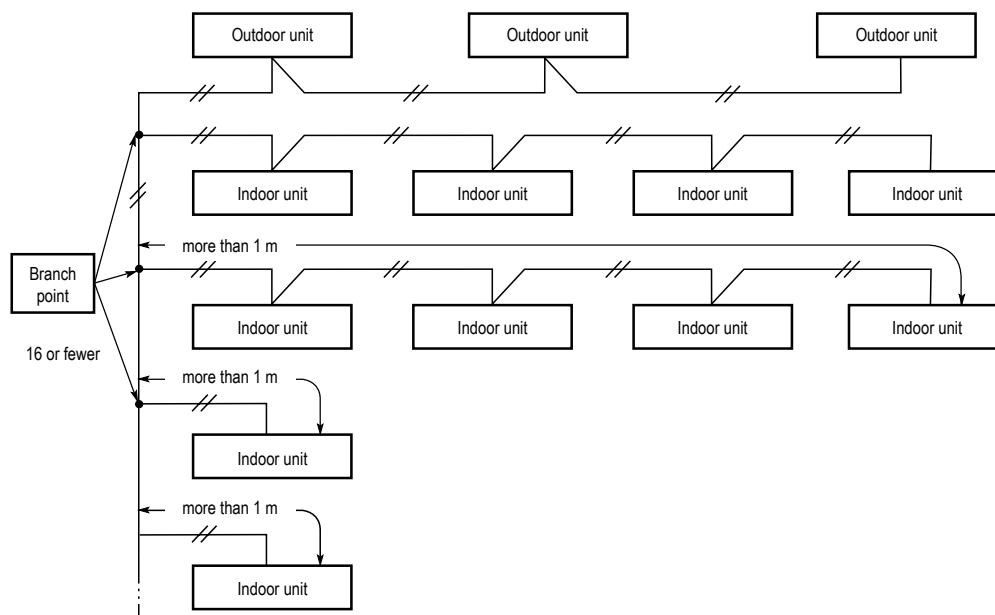 Outdoor unit
Outdoor unit
Outdoor unit
Indoor unit
Indoor unit
Indoor unit
Indoor unit
more than 1 m
Branch
point
Indoor unit
Indoor unit
Indoor unit
Indoor unit
16 or fewer
more than 1 m
Indoor unit
more than 1 m
Indoor unit